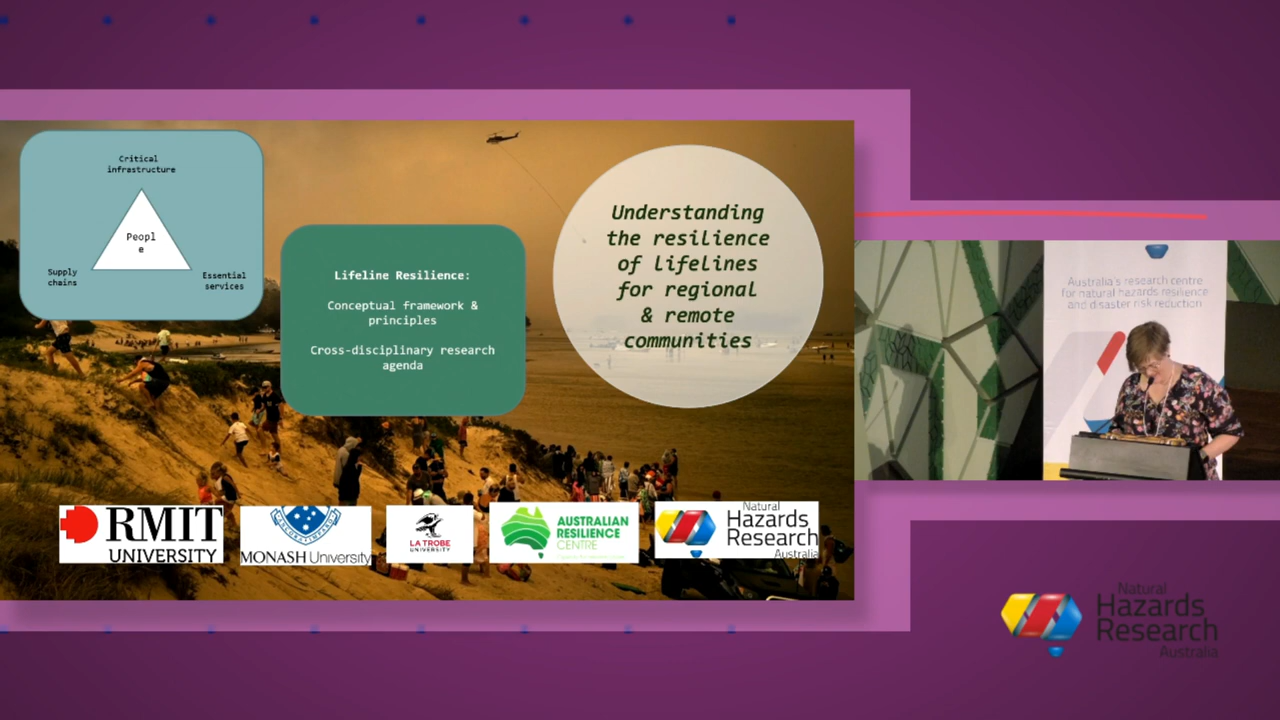 Critical
infrastructure
Peopl
e
Supply
chains
Essential
services
Lifeline Resilience:
Conceptual framework &
principles
Cross-disciplinary research
agenda
Understanding
the resilience
of lifelines
for regional
& remote
communities
RMIT
UNIVERSITY
MONASH University
LA TROBE
UNIVERSITY
AUSTRALIAN
RESILIENCE
CENTRE
Natural
Hazards
Research
Australia
Australia's research centre
for natural hazards resilience
and disaster risk reduction
Natural
Hazards
Research
Australia